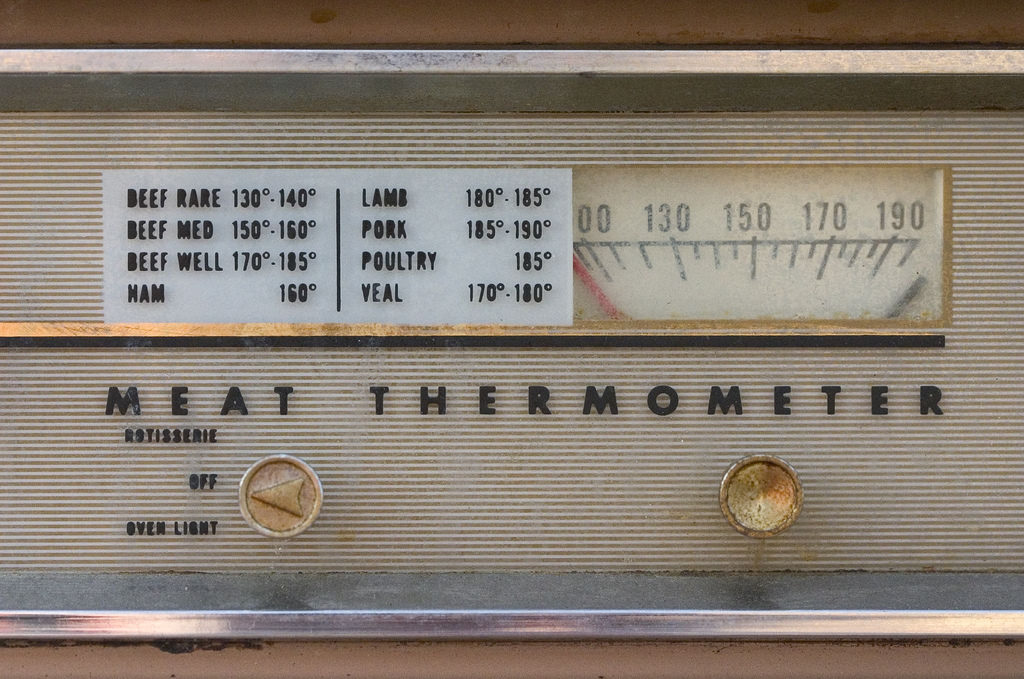 BEEF RARE 130°-140°
BEEF MED 150°-160°
BEEF WELL 170°-185°
HAM 160°
LAMB 180°-185°
PORK 185°-190°
POULTRY 185°
VEAL 170°-180°
00 130 150 170 190
MEAT THERMOMETER
ROTISSERIE
OFF
OVEN LIGHT